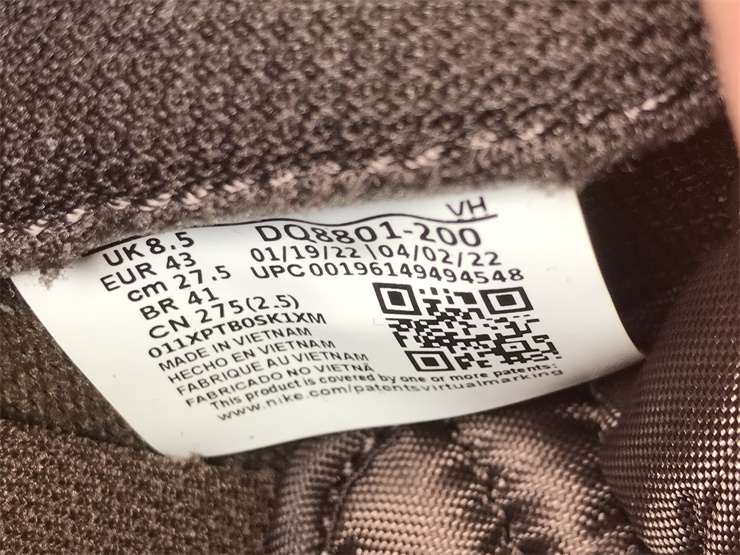 VH
UK 8.5
EUR 43
cm 27.5
BR 41
CN 275(2.5)
DQ8801-200
01/19/22 | 04/02/22
UPC 00196149494548
011XPTB0SK1XM
MADE IN VIETNAM
HECHO EN VIETNAM
FABRIQUE AU VIETNAM
FABRICADO NO VIETNÃ
This product is covered by one or more patents:
www.nike.com/patentsvirtualmarking